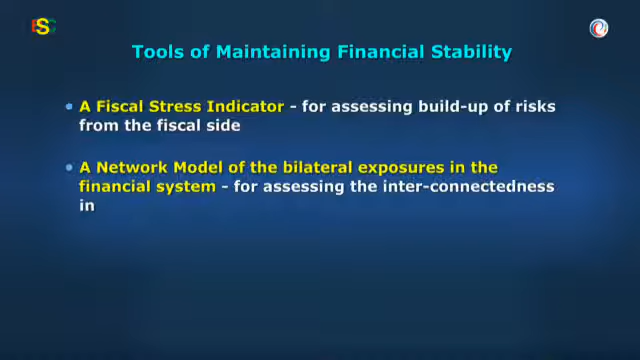 ESG
Tools of Maintaining Financial Stability
• A Fiscal Stress Indicator - for assessing build-up of risks
from the fiscal side
• A Network Model of the bilateral exposures in the
financial system - for assessing the inter-connectedness
in